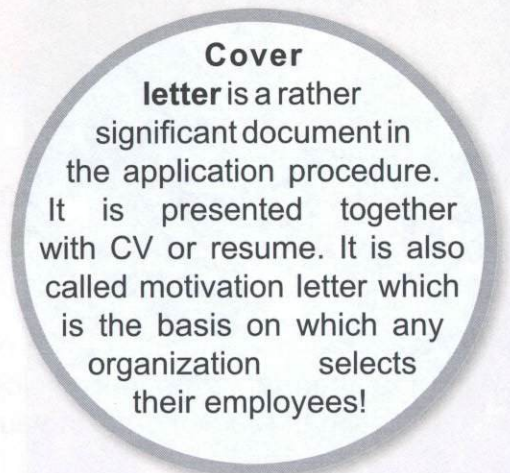 Cover
letter is a rather
significant document in
the application procedure.
It is presented together
with CV or resume. It is also
called motivation letter which
is the basis on which any
organization selects
their employees!